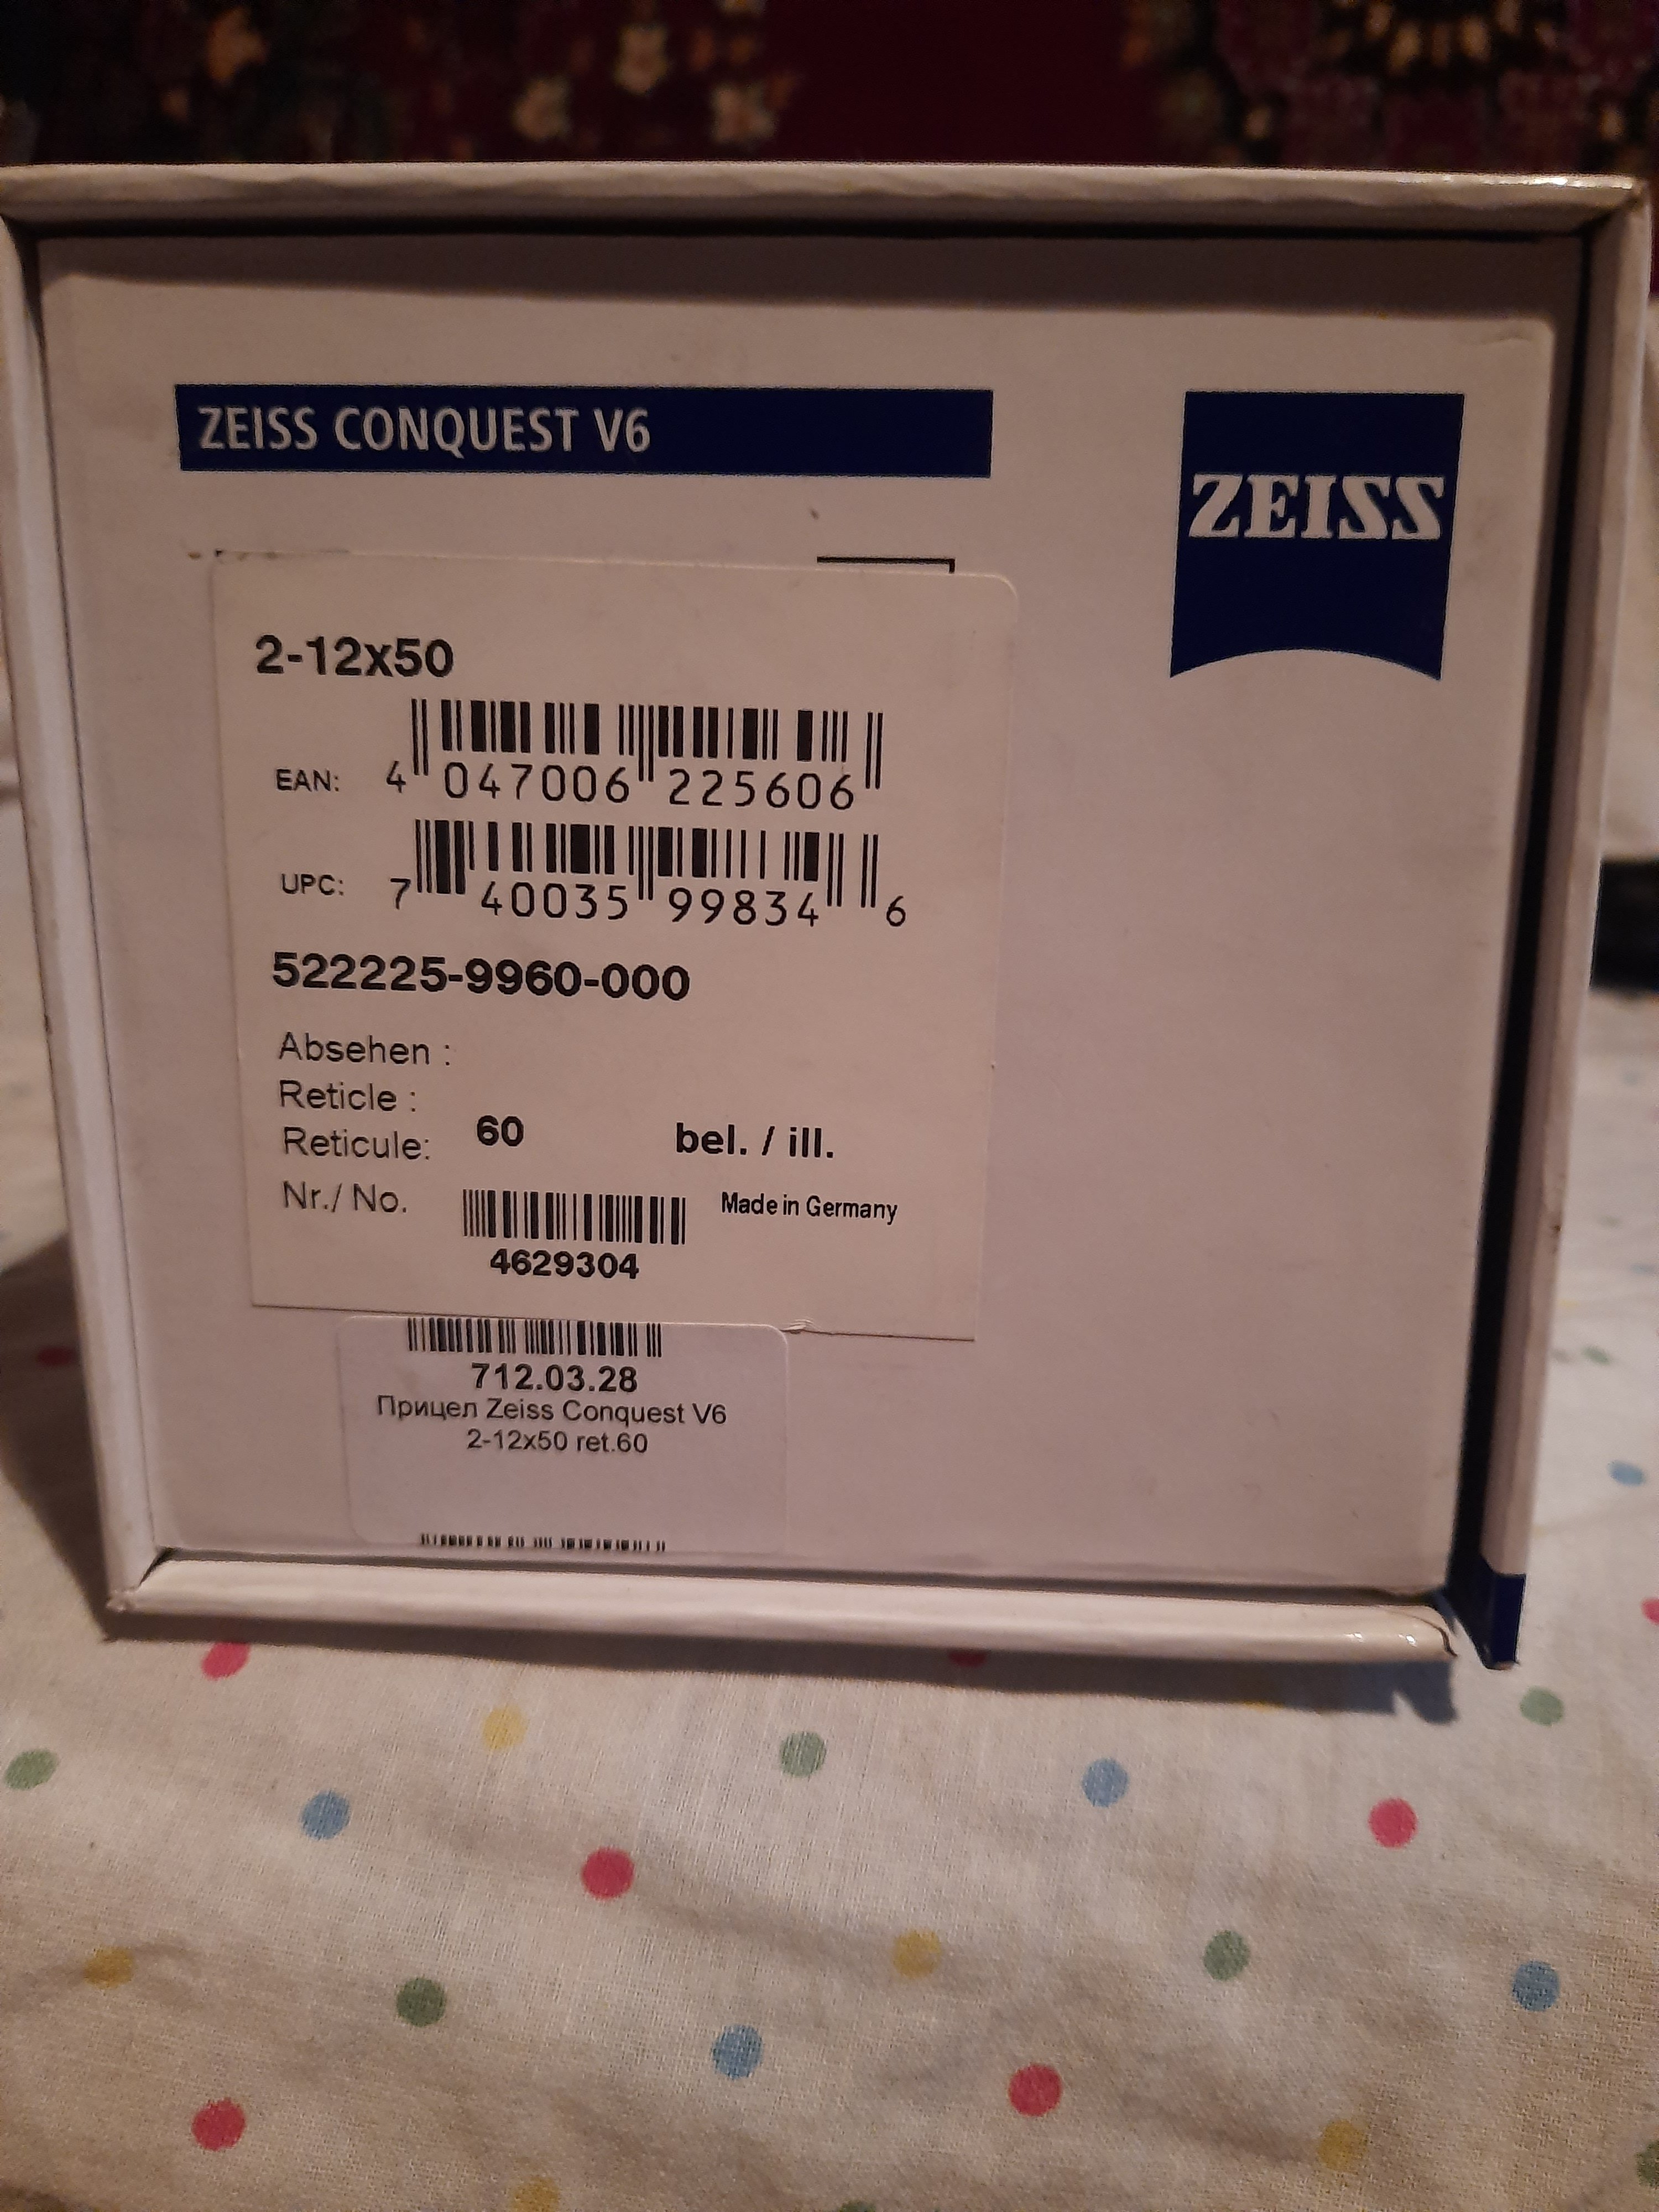 ZEISS CONQUEST V6
ZEISS
2-12x50
EAN: 4 047006 225606
UPC: 7 40035 99834 6
522225-9960-000
Absehen :
Reticle :
Reticule: 60 bel. / ill.
Nr./ No. Made in Germany
4629304
712.03.28
Прицел Zeiss Conquest V6
2-12x50 ret.60